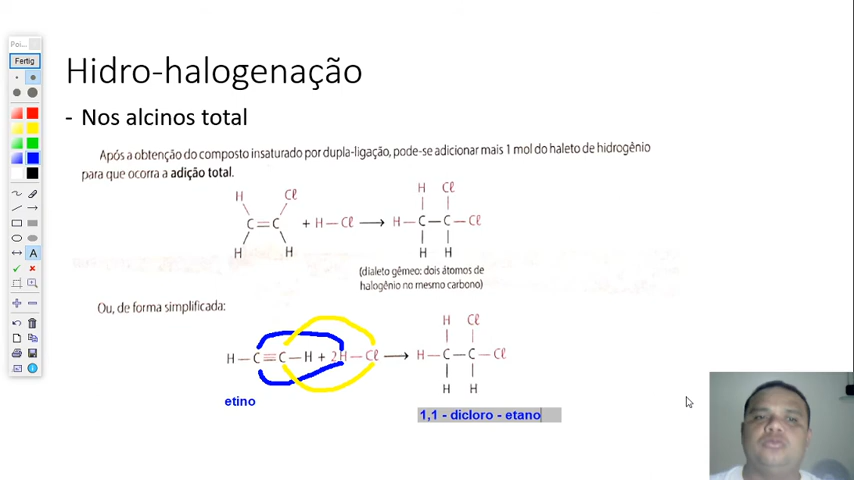 Poi...
Fertig
Hidro-halogenação
- Nos alcinos total
Após a obtenção do composto insaturado por dupla-ligação, pode-se adicionar mais 1 mol do haleto de hidrogênio
para que ocorra a adição total.
H Cl H Cl
C=C + H—Cl → H—C—C—Cl
H H H H
(dialeto gêmeo: dois átomos de
halogênio no mesmo carbono)
Ou, de forma simplificada:
H Cl
H—C≡C—H + 2H—Cl → H—C—C—Cl
H H
etino
1,1 - dicloro - etano
A